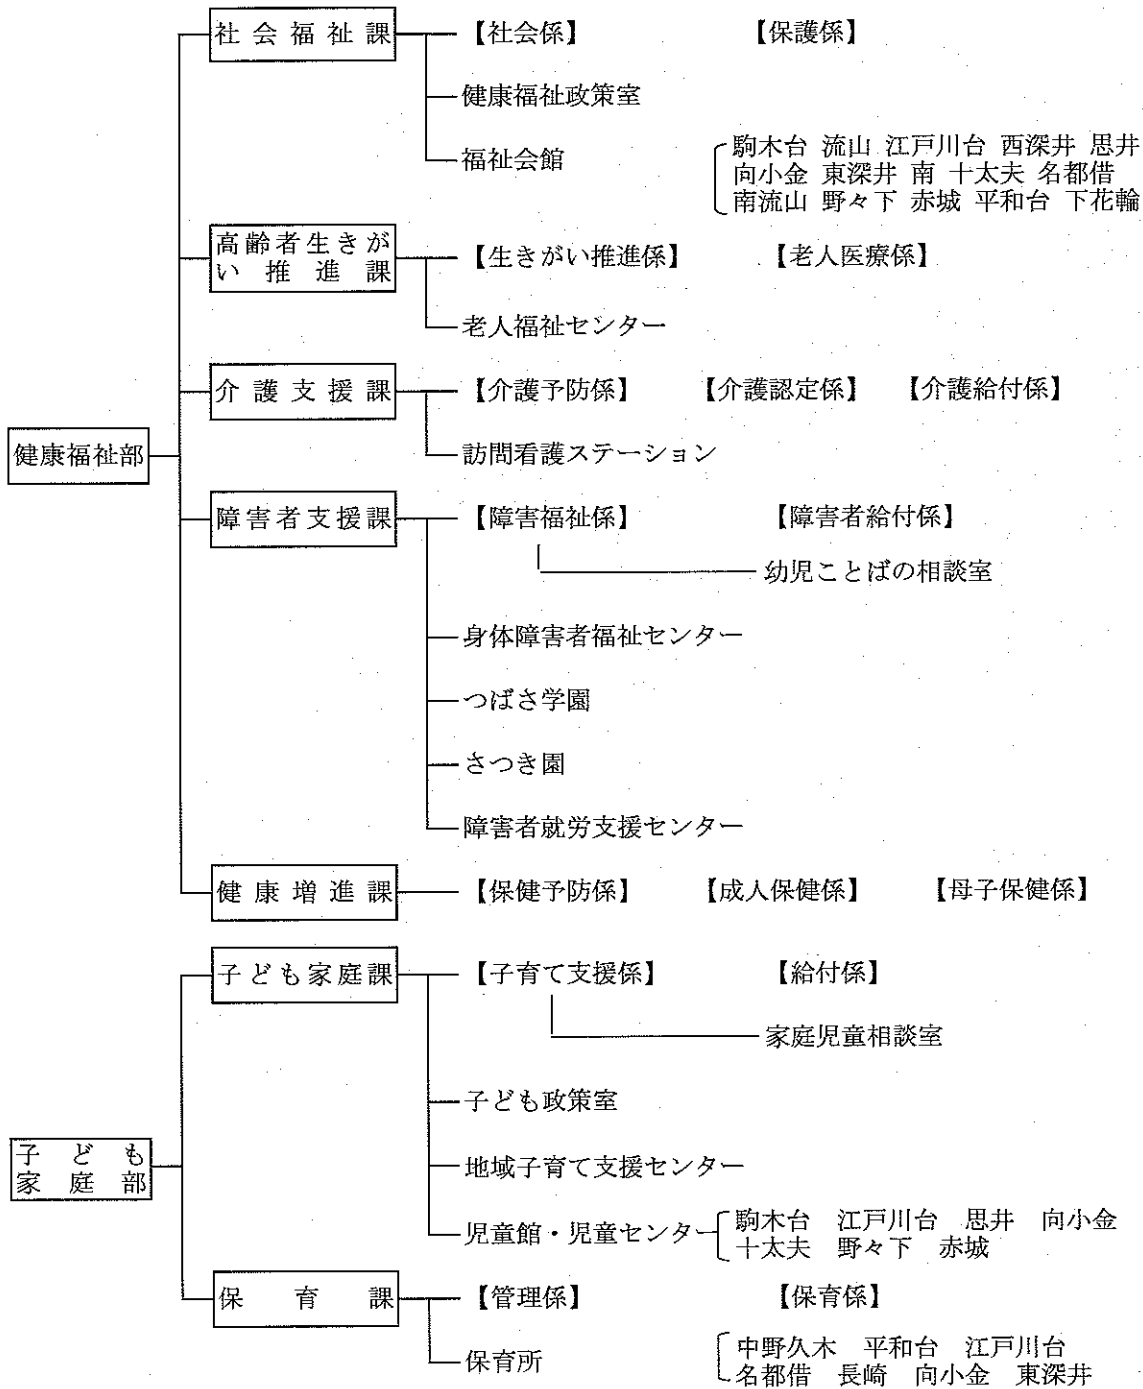 社会福祉課 【社会係】 【保護係】
健康福祉政策室
福祉会館 駒木台 流山 江戸川台 西深井 思井
向小金 東深井 南 十太夫 名都借
南流山 野々下 赤城 平和台 下花輪
高齢者生きが
い推進課 【生きがい推進係】 【老人医療係】
老人福祉センター
介護支援課 【介護予防係】 【介護認定係】 【介護給付係】
健康福祉部
訪問看護ステーション
障害者支援課 【障害福祉係】 【障害者給付係】
幼児ことばの相談室
身体障害者福祉センター
つばさ学園
さつき園
障害者就労支援センター
健康増進課 【保健予防係】 【成人保健係】 【母子保健係】
子ども家庭課 【子育て支援係】 【給付係】
家庭児童相談室
子ども政策室
子ども
家庭部
地域子育て支援センター
児童館・児童センター 駒木台 江戸川台 思井 向小金
十太夫 野々下 赤城
保育課 【管理係】 【保育係】
保育所 中野久木 平和台 江戸川台
名都借 長崎 向小金 東深井